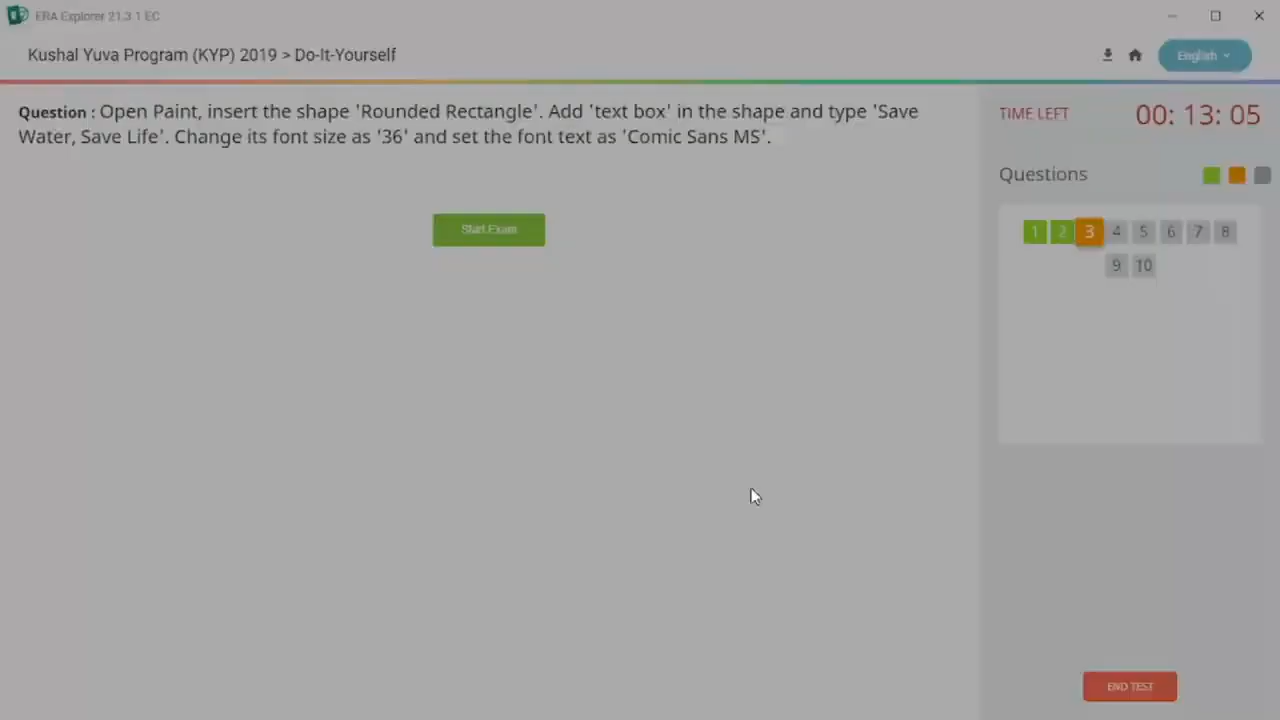 ERA Explorer 21.3 1 EC
Kushal Yuva Program (KYP) 2019 > Do-It-Yourself
English
Question : Open Paint, insert the shape 'Rounded Rectangle'. Add 'text box' in the shape and type 'Save
Water, Save Life'. Change its font size as '36' and set the font text as 'Comic Sans MS'.
Start Exam
TIME LEFT 00: 13: 05
Questions
1 2 3 4 5 6 7 8
9 10
END TEST